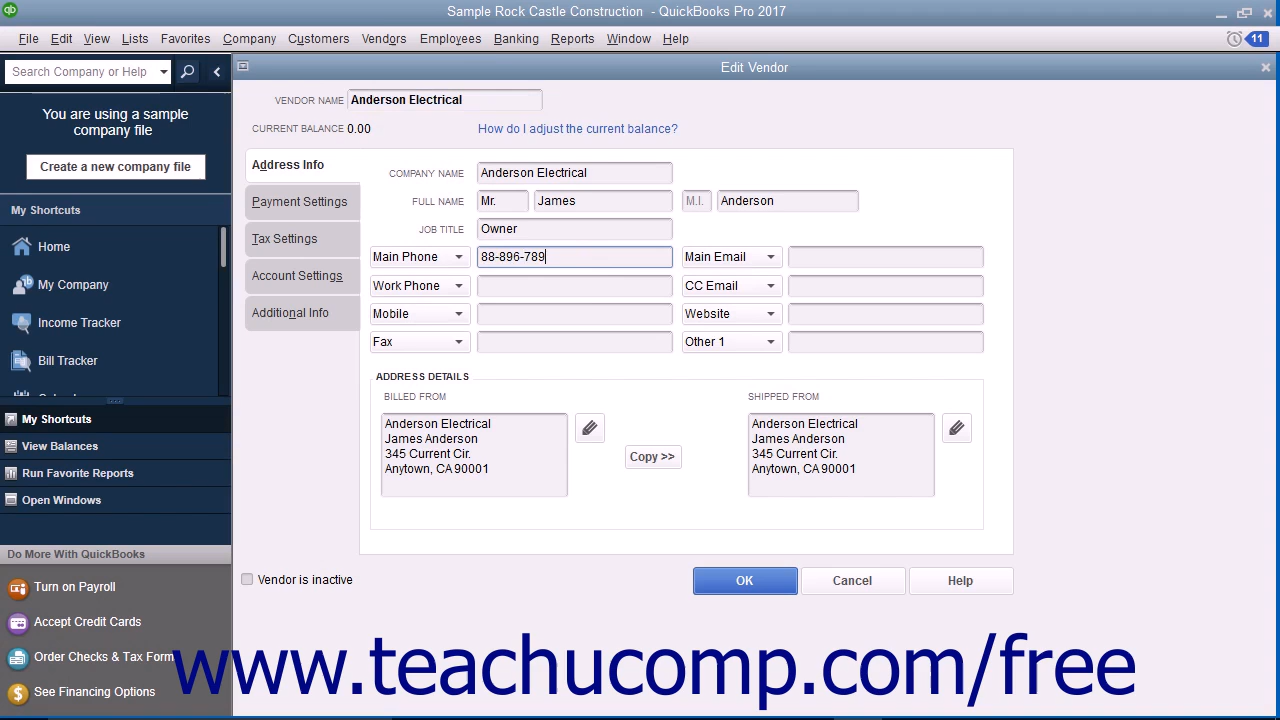 Sample Rock Castle Construction - QuickBooks Pro 2017
File Edit View Lists Favorites Company Customers Vendors Employees Banking Reports Window Help 11
Search Company or Help
You are using a sample
company file
Create a new company file
My Shortcuts
Home
My Company
Income Tracker
Bill Tracker
My Shortcuts
View Balances
Run Favorite Reports
Open Windows
Do More With QuickBooks
Turn on Payroll
Accept Credit Cards
Order Checks & Tax Form
See Financing Options
Edit Vendor
VENDOR NAME Anderson Electrical
CURRENT BALANCE 0.00 How do I adjust the current balance?
Address Info
Payment Settings
Tax Settings
Account Settings
Additional Info
COMPANY NAME Anderson Electrical
FULL NAME Mr. James M.I. Anderson
JOB TITLE Owner
Main Phone 88-896-789 Main Email
Work Phone CC Email
Mobile Website
Fax Other 1
ADDRESS DETAILS
BILLED FROM
Anderson Electrical
James Anderson
345 Current Cir.
Anytown, CA 90001
Copy >>
SHIPPED FROM
Anderson Electrical
James Anderson
345 Current Cir.
Anytown, CA 90001
Vendor is inactive
OK Cancel Help
www.teachucomp.com/free